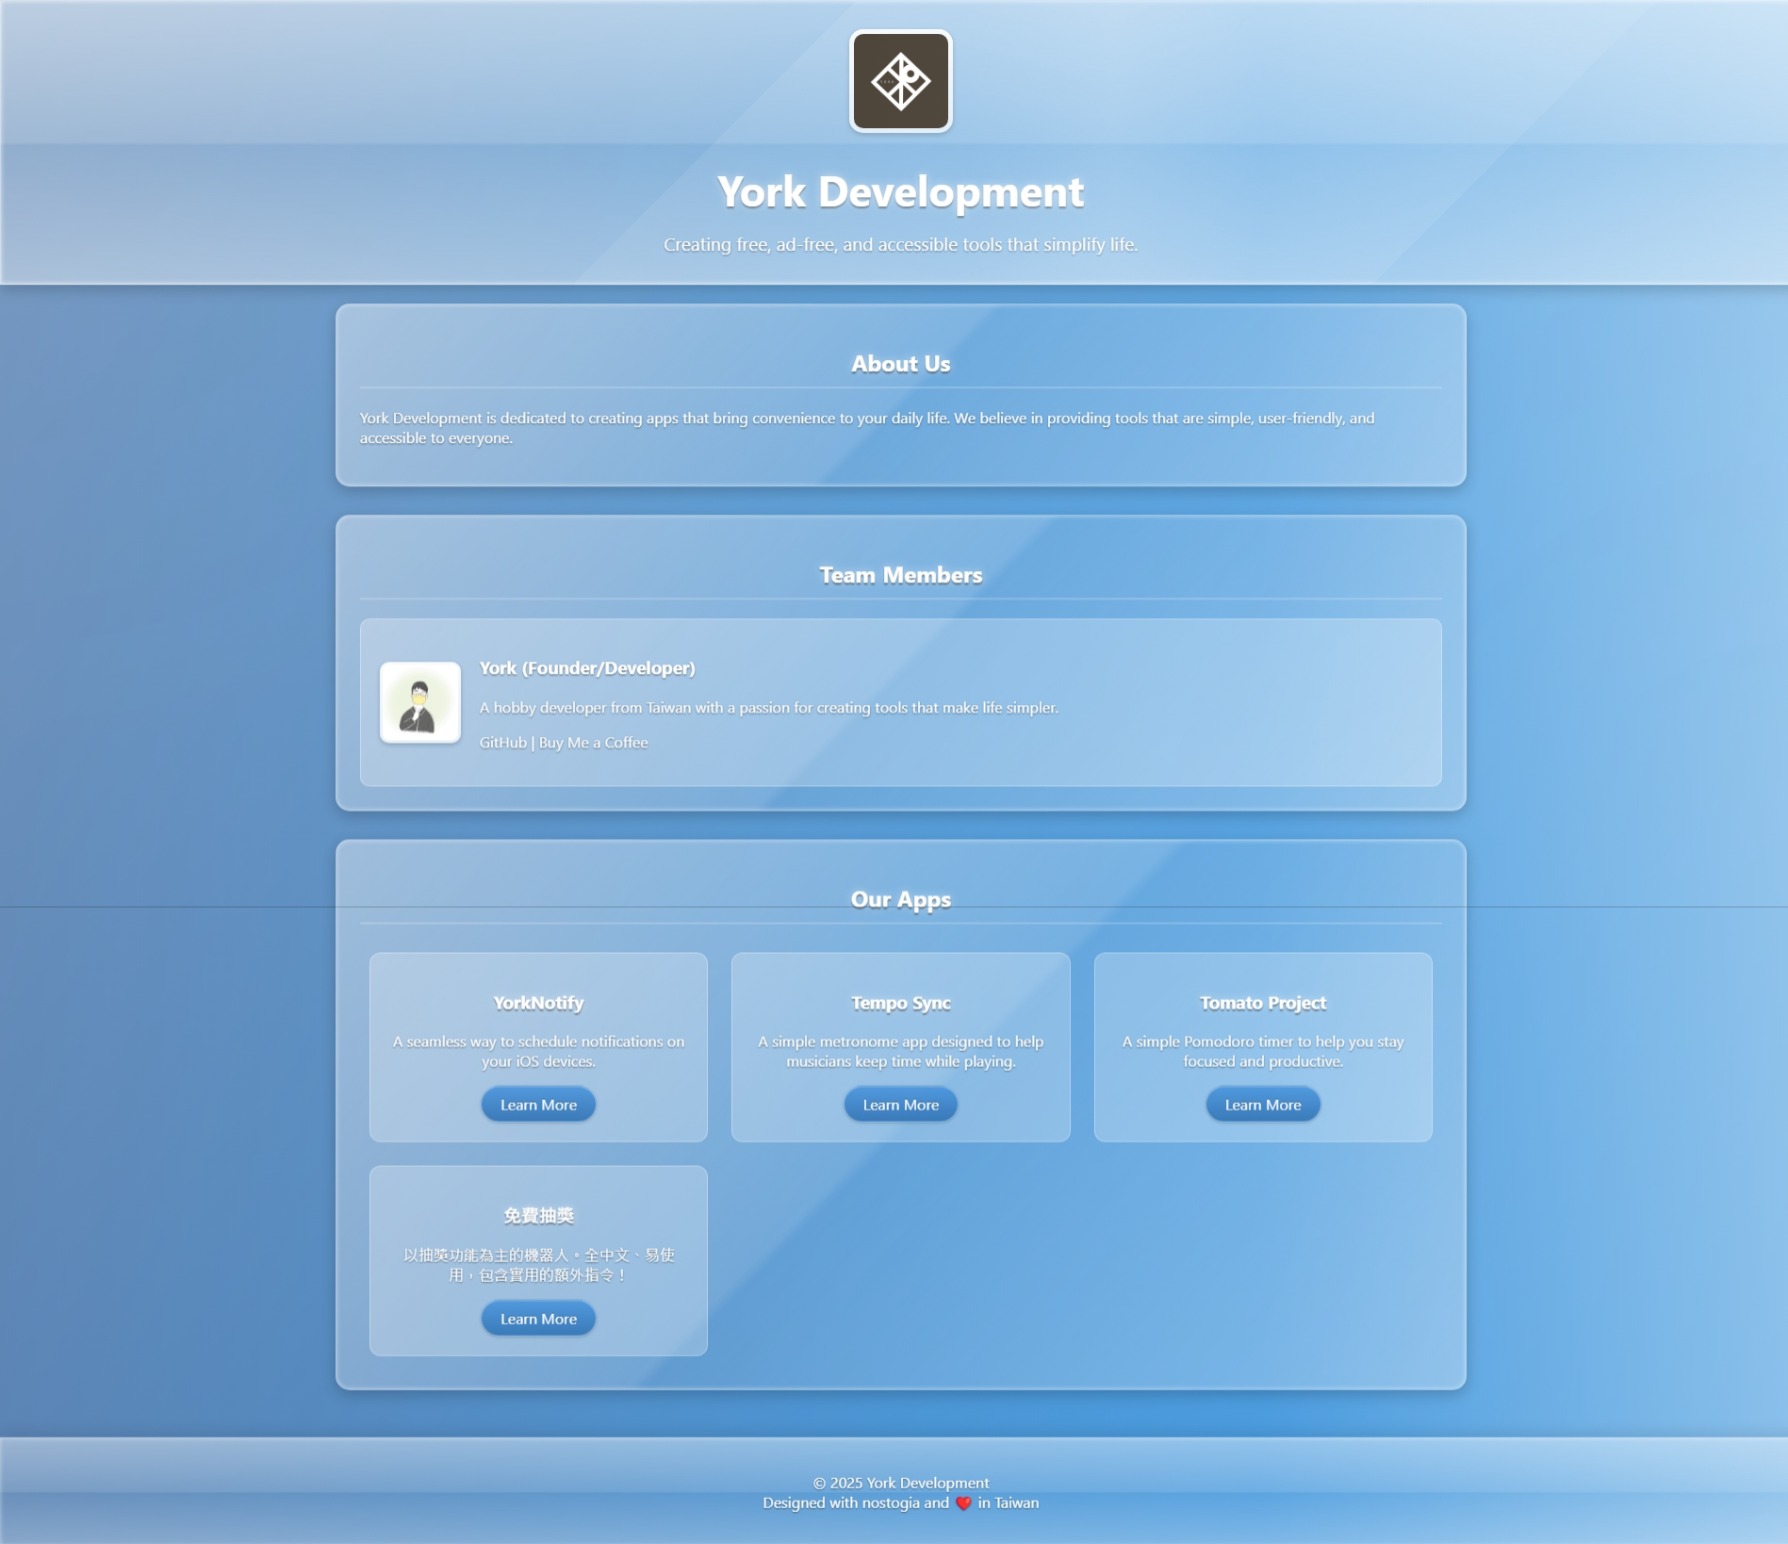 York Development
Creating free, ad-free, and accessible tools that simplify life.
About Us
York Development is dedicated to creating apps that bring convenience to your daily life. We believe in providing tools that are simple, user-friendly, and
accessible to everyone.
Team Members
York (Founder/Developer)
A hobby developer from Taiwan with a passion for creating tools that make life simpler.
GitHub | Buy Me a Coffee
Our Apps
YorkNotify
A seamless way to schedule notifications on
your iOS devices.
Learn More
Tempo Sync
A simple metronome app designed to help
musicians keep time while playing.
Learn More
Tomato Project
A simple Pomodoro timer to help you stay
focused and productive.
Learn More
免費抽獎
以抽獎功能為主的機器人。全中文、易使
用，包含實用的額外指令！
Learn More
© 2025 York Development
Designed with nostogia and ❤️ in Taiwan